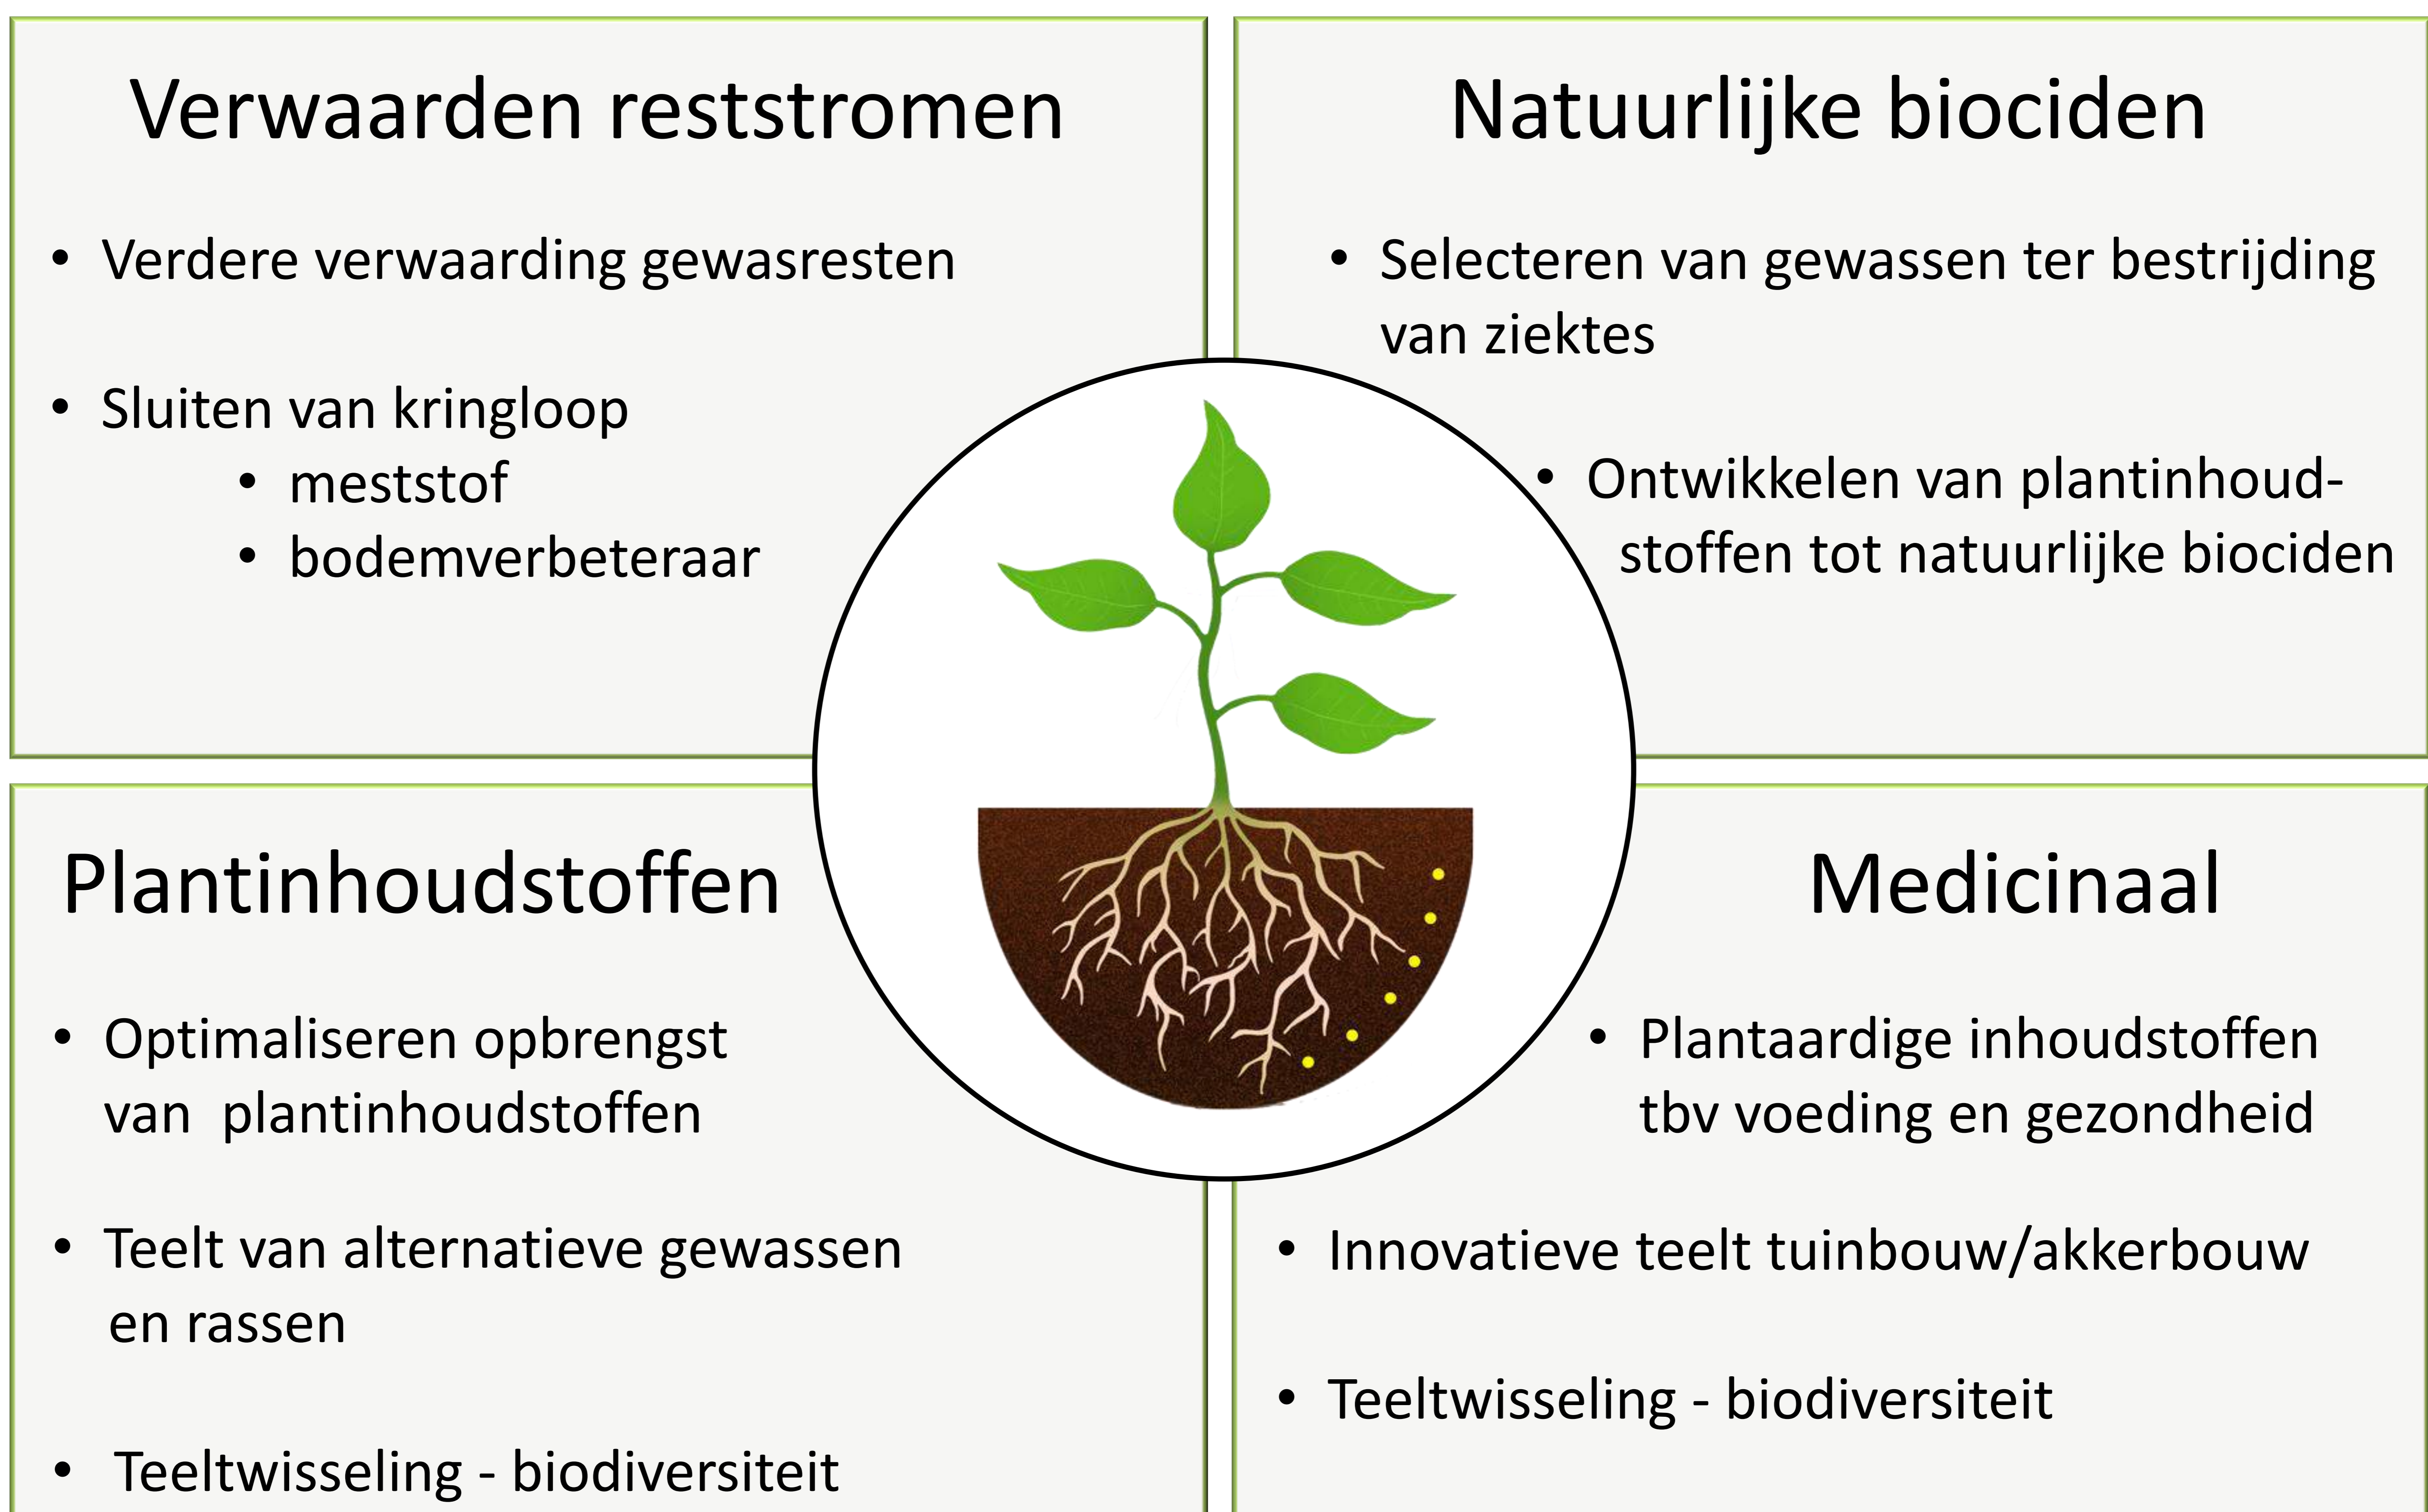 Verwaarden reststromen
• Verdere verwaarding gewasresten
• Sluiten van kringloop
• meststof
• bodemverbeteraar
Natuurlijke biociden
• Selecteren van gewassen ter bestrijding
van ziektes
• Ontwikkelen van plantinhoud-
stoffen tot natuurlijke biociden
Plantinhoudstoffen
• Optimaliseren opbrengst
van plantinhoudstoffen
• Teelt van alternatieve gewassen
en rassen
• Teeltwisseling - biodiversiteit
Medicinaal
• Plantaardige inhoudstoffen
tbv voeding en gezondheid
• Innovatieve teelt tuinbouw/akkerbouw
• Teeltwisseling - biodiversiteit